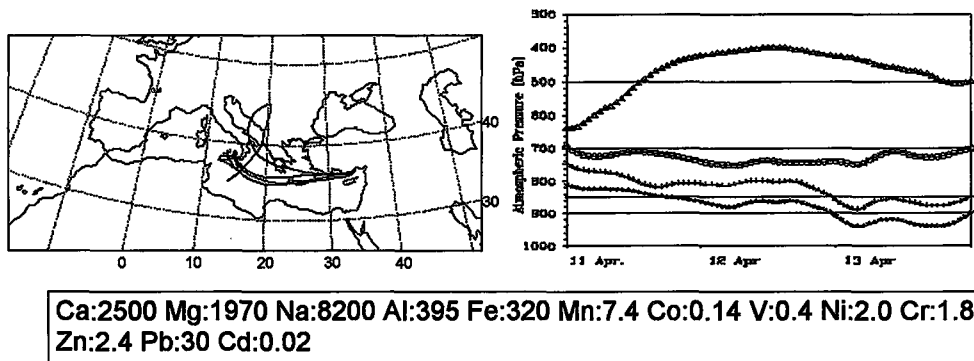 300
400
500
600
700
800
900
1000
Atmospheric Pressure (hPa)
11 Apr. 12 Apr 13 Apr
40
30
0 10 20 30 40
Ca:2500 Mg:1970 Na:8200 Al:395 Fe:320 Mn:7.4 Co:0.14 V:0.4 Ni:2.0 Cr:1.8
Zn:2.4 Pb:30 Cd:0.02